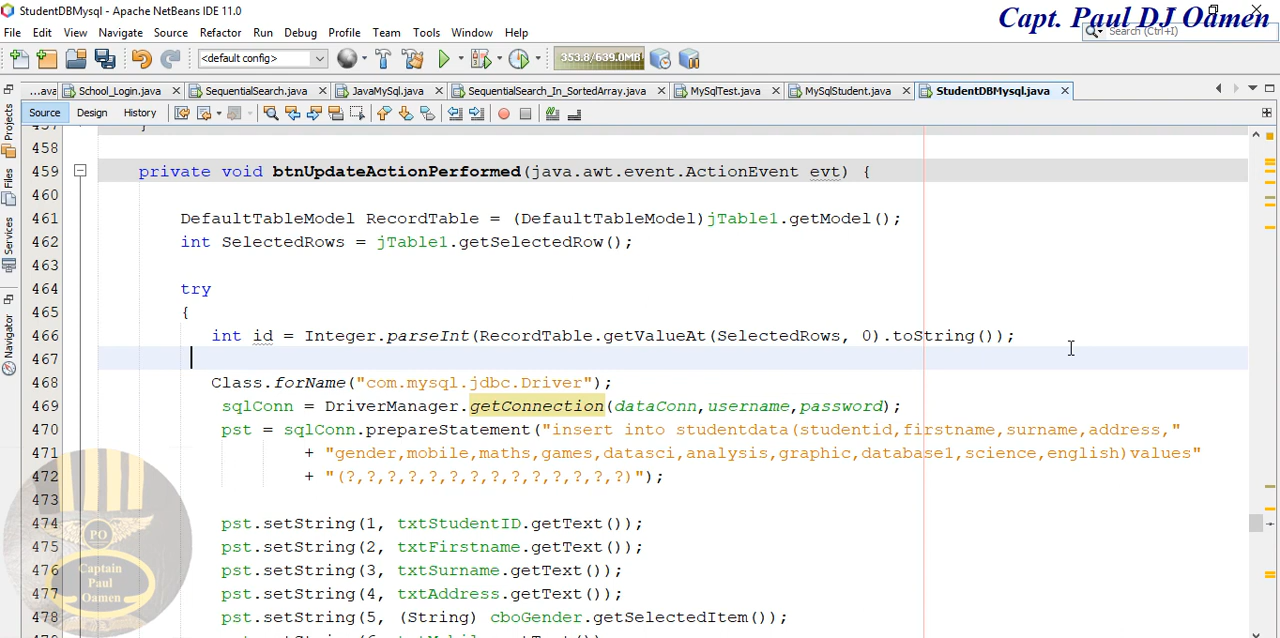 StudentDBMysql - Apache NetBeans IDE 11.0
Capt. Paul DJ Oamen
File Edit View Navigate Source Refactor Run Debug Profile Team Tools Window Help
Search (Ctrl+I)
<default config>
353.8/639.0MB
...ava School_Login.java SequentialSearch.java JavaMySql.java SequentialSearch_In_SortedArray.java MySqlTest.java MySqlStudent.java StudentDBMysql.java
Source Design History
Projects
Files
Services
Navigator
457 }
458
459 private void btnUpdateActionPerformed(java.awt.event.ActionEvent evt) {
460
461 DefaultTableModel RecordTable = (DefaultTableModel)jTable1.getModel();
462 int SelectedRows = jTable1.getSelectedRow();
463
464 try
465 {
466 int id = Integer.parseInt(RecordTable.getValueAt(SelectedRows, 0).toString());
467
468 Class.forName("com.mysql.jdbc.Driver");
469 sqlConn = DriverManager.getConnection(dataConn,username,password);
470 pst = sqlConn.prepareStatement("insert into studentdata(studentid,firstname,surname,address,"
471 + "gender,mobile,maths,games,datasci,analysis,graphic,database1,science,english)values"
472 + "(?,?,?,?,?,?,?,?,?,?,?,?,?,?)");
473
474 pst.setString(1, txtStudentID.getText());
475 pst.setString(2, txtFirstname.getText());
476 pst.setString(3, txtSurname.getText());
477 pst.setString(4, txtAddress.getText());
478 pst.setString(5, (String) cboGender.getSelectedItem());
PO
Captain
Paul
Oamen